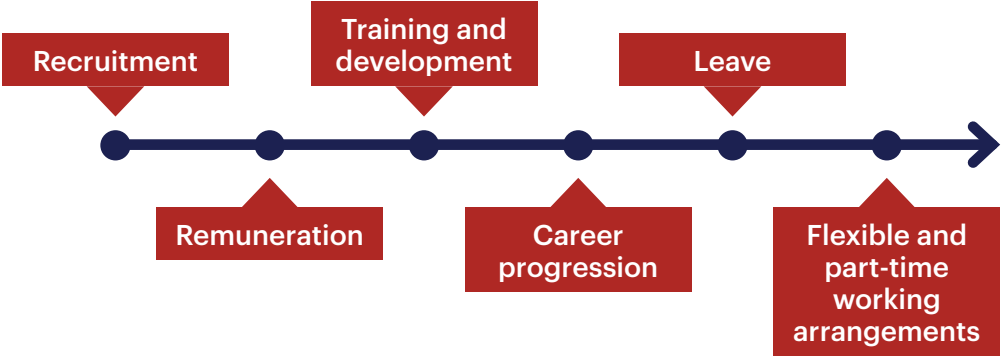 Recruitment
Remuneration
Training and
development
Career
progression
Leave
Flexible and
part-time
working
arrangements